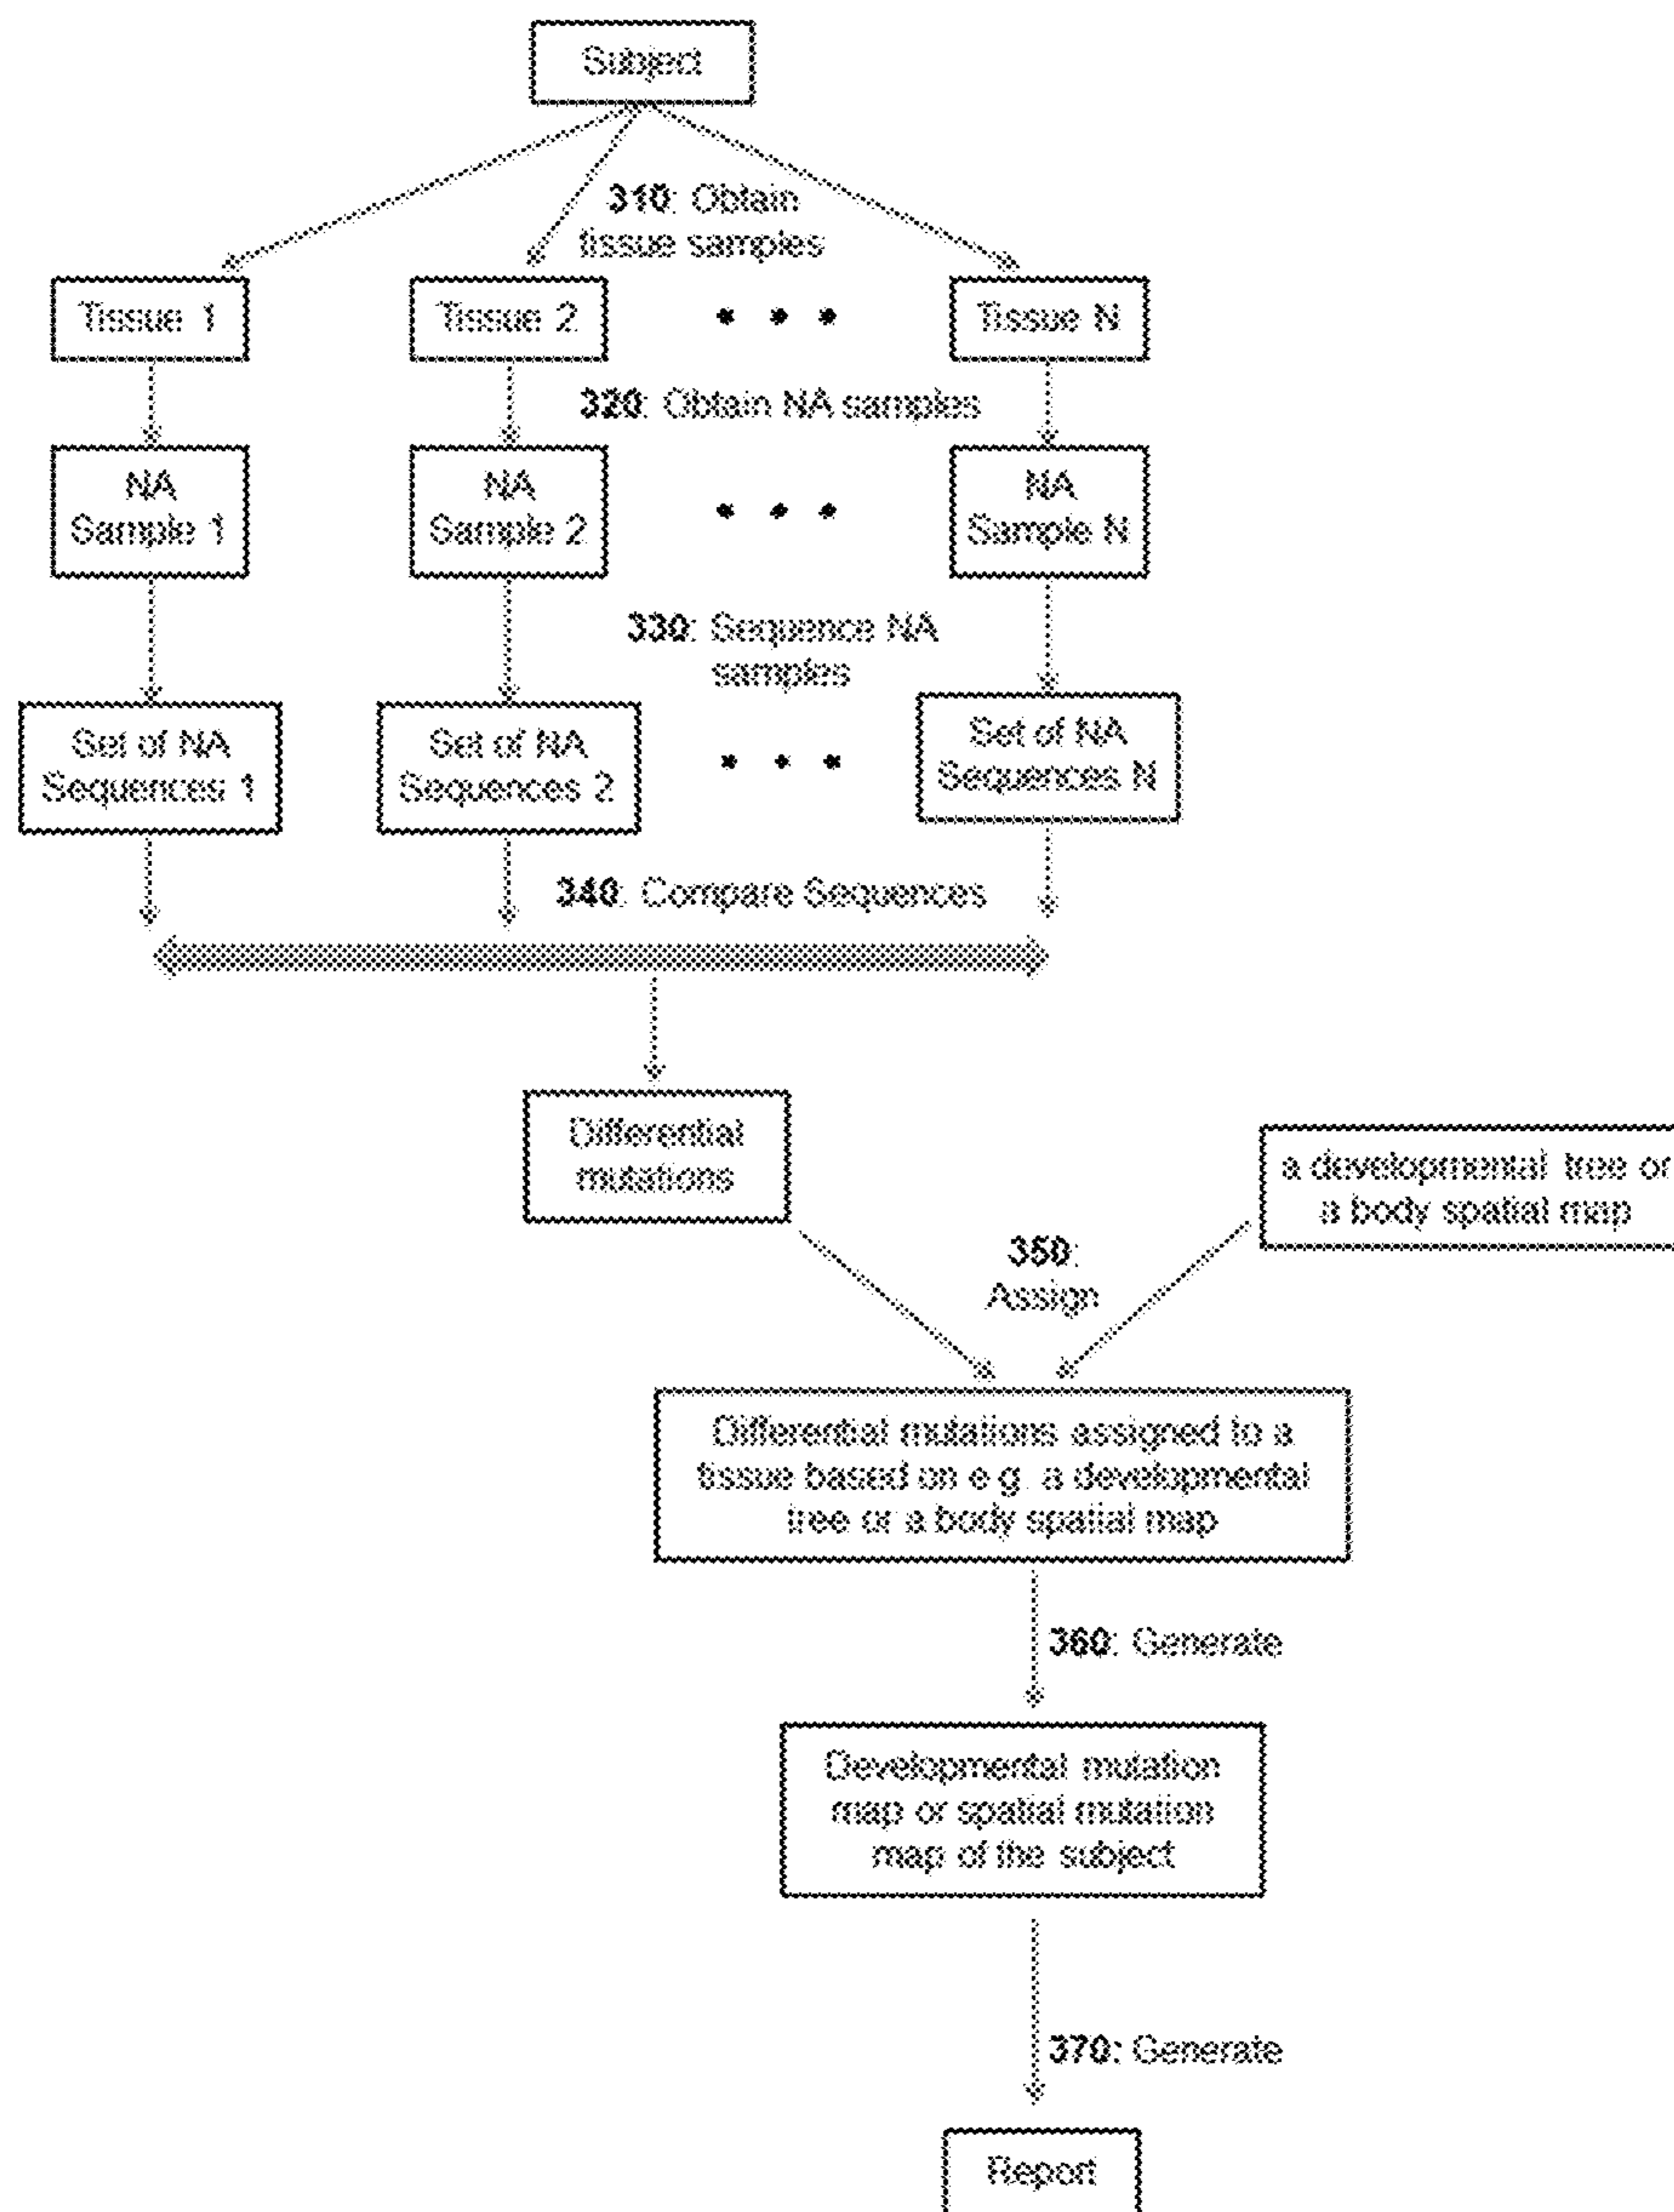 Subject
310: Obtain
tissue samples
Tissue 1
Tissue 2
Tissue N
320: Obtain NA samples
NA
Sample 1
NA
Sample 2
NA
Sample N
330: Sequence NA
samples
Set of NA
Sequences 1
Set of NA
Sequences 2
Set of NA
Sequences N
340: Compare Sequences
Differential
mutations
a developmental tree or
a body spatial map
350:
Assign
Differential mutations assigned to a
tissue based on e.g. a developmental
tree or a body spatial map
360: Generate
Developmental mutation
map or spatial mutation
map of the subject
370: Generate
Report